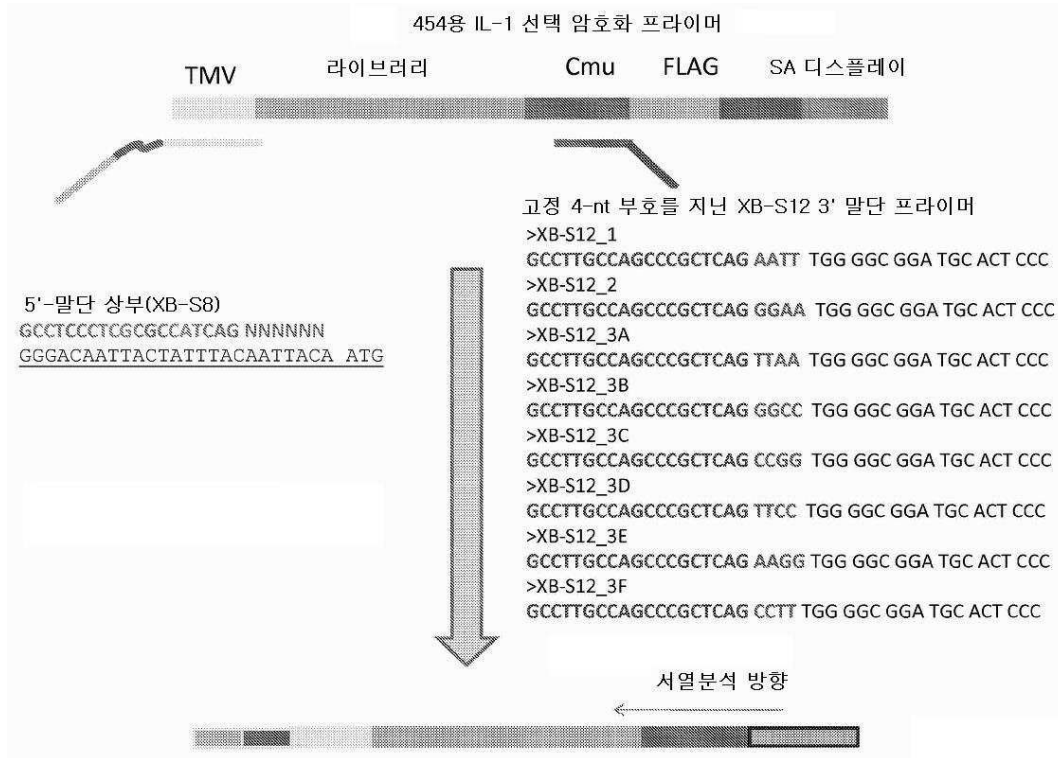 454용 IL-1 선택 암호화 프라이머
TMV 라이브러리 Cmu FLAG SA 디스플레이
5'-말단 상부(XB-S8)
GCCTCCCTCGCGCCATCAG NNNNNN
GGGACAATTACTATTTACAATTACA ATG
고정 4-nt 부호를 지닌 XB-S12 3' 말단 프라이머
>XB-S12_1
GCCTTGCCAGCCCGCTCAG AATT TGG GGC GGA TGC ACT CCC
>XB-S12_2
GCCTTGCCAGCCCGCTCAG GGAA TGG GGC GGA TGC ACT CCC
>XB-S12_3A
GCCTTGCCAGCCCGCTCAG TTAA TGG GGC GGA TGC ACT CCC
>XB-S12_3B
GCCTTGCCAGCCCGCTCAG GGCC TGG GGC GGA TGC ACT CCC
>XB-S12_3C
GCCTTGCCAGCCCGCTCAG CCGG TGG GGC GGA TGC ACT CCC
>XB-S12_3D
GCCTTGCCAGCCCGCTCAG TTCC TGG GGC GGA TGC ACT CCC
>XB-S12_3E
GCCTTGCCAGCCCGCTCAG AAGG TGG GGC GGA TGC ACT CCC
>XB-S12_3F
GCCTTGCCAGCCCGCTCAG CCTT TGG GGC GGA TGC ACT CCC
서열분석 방향